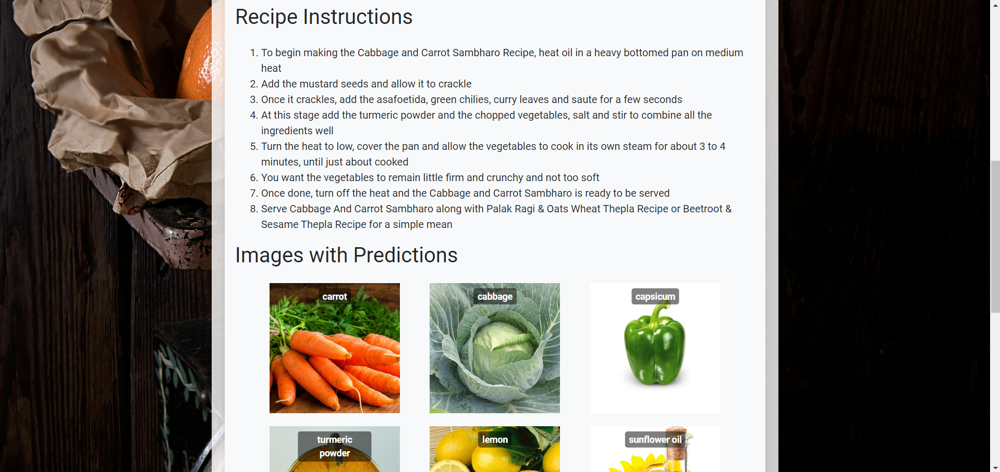 Recipe Instructions
1. To begin making the Cabbage and Carrot Sambharo Recipe, heat oil in a heavy bottomed pan on medium
heat
2. Add the mustard seeds and allow it to crackle
3. Once it crackles, add the asafoetida, green chilies, curry leaves and saute for a few seconds
4. At this stage add the turmeric powder and the chopped vegetables, salt and stir to combine all the
ingredients well
5. Turn the heat to low, cover the pan and allow the vegetables to cook in its own steam for about 3 to 4
minutes, until just about cooked
6. You want the vegetables to remain little firm and crunchy and not too soft
7. Once done, turn off the heat and the Cabbage and Carrot Sambharo is ready to be served
8. Serve Cabbage And Carrot Sambharo along with Palak Ragi & Oats Wheat Thepla Recipe or Beetroot &
Sesame Thepla Recipe for a simple mean
Images with Predictions
carrot
cabbage
capsicum
turmeric
powder
lemon
sunflower oil